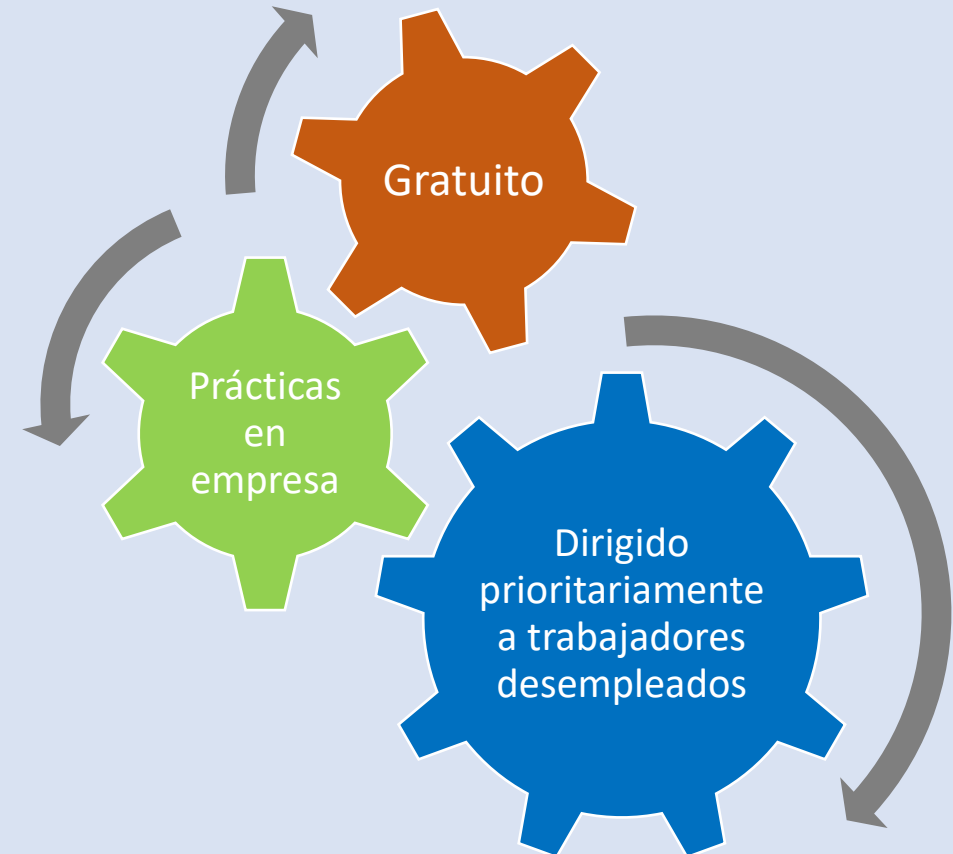 Gratuito
Prácticas
en
empresa
Dirigido
prioritariamente
a trabajadores
desempleados